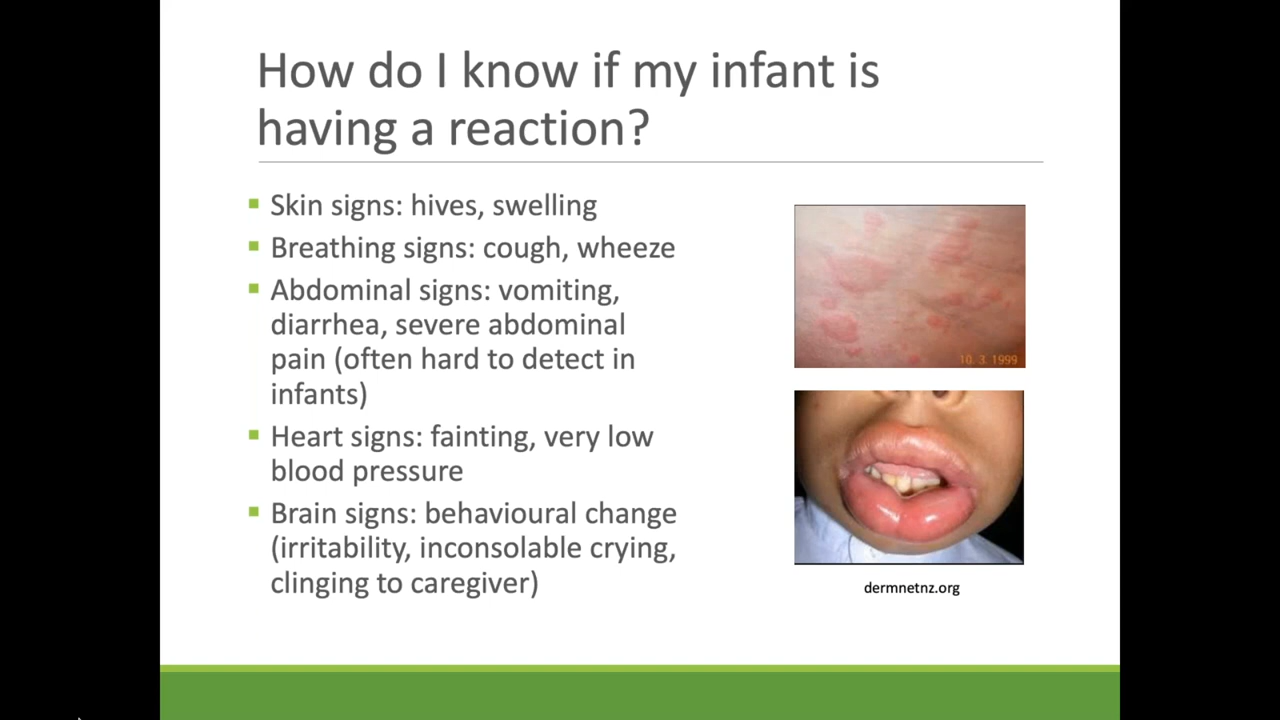 How do I know if my infant is
having a reaction?
Skin signs: hives, swelling
Breathing signs: cough, wheeze
Abdominal signs: vomiting,
diarrhea, severe abdominal
pain (often hard to detect in
infants)
Heart signs: fainting, very low
blood pressure
Brain signs: behavioural change
(irritability, inconsolable crying,
clinging to caregiver)
10 3 1999
dermnetnz.org